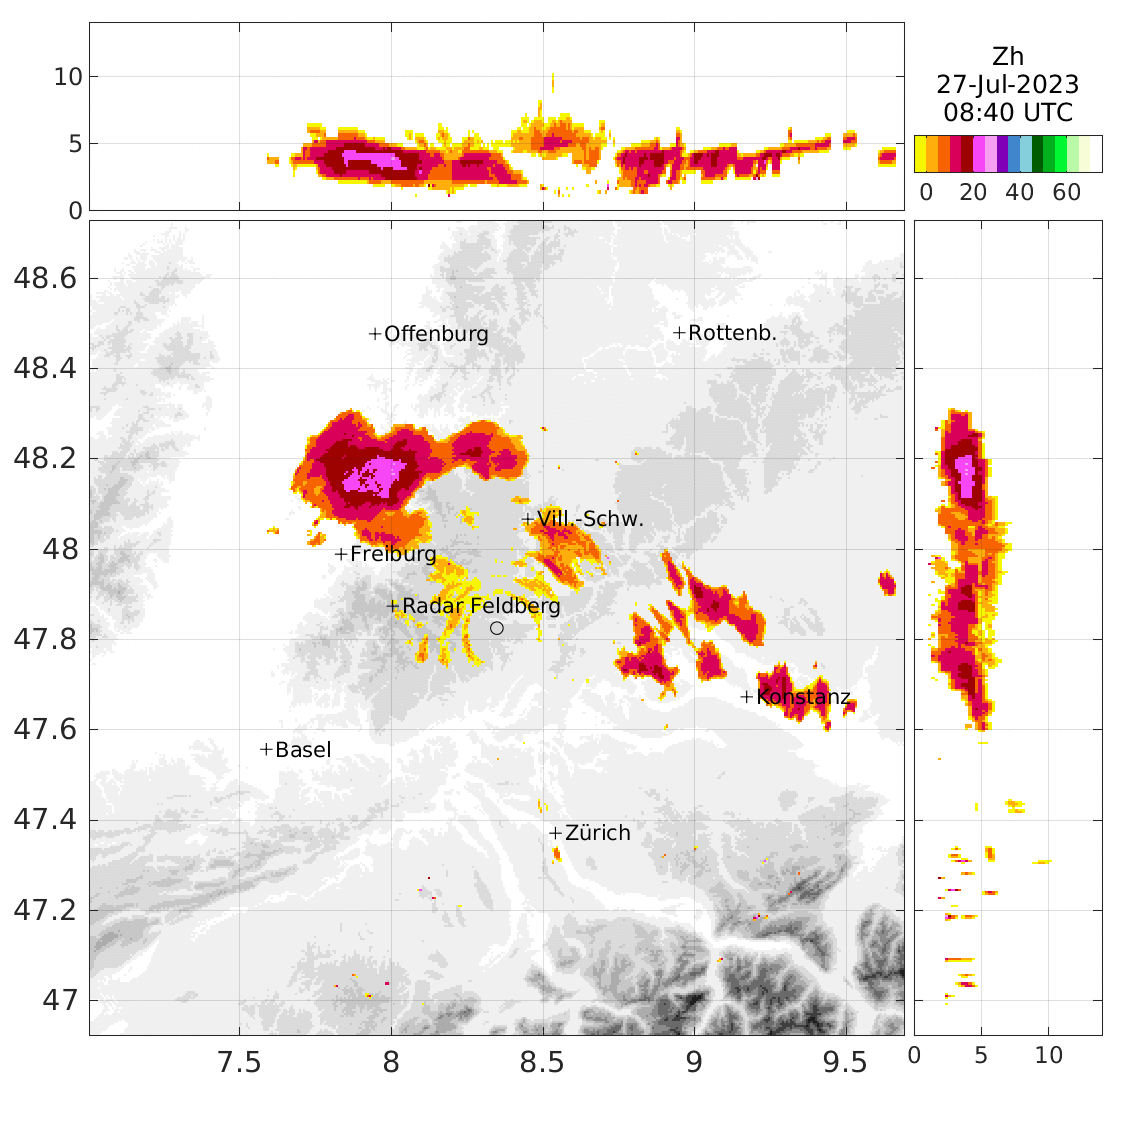 10
5
0
Zh
27-Jul-2023
08:40 UTC
0 20 40 60
48.6
48.4
48.2
48
47.8
47.6
47.4
47.2
47
+Offenburg
+Rottenb.
+Vill.-Schw.
+Freiburg
+Radar Feldberg
+Konstanz
+Basel
+Zürich
7.5 8 8.5 9 9.5
0 5 10